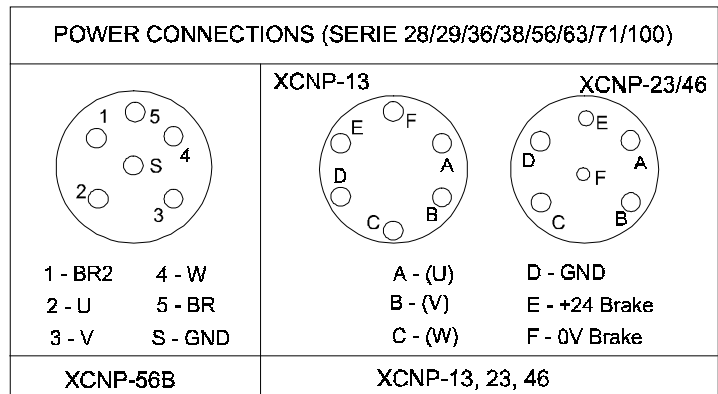 POWER CONNECTIONS (SERIE 28/29/36/38/56/63/71/100)
1
5
4
S
2
3
1 - BR2 4 - W
2 - U 5 - BR
3 - V S - GND
XCNP-56B
XCNP-13
XCNP-23/46
E
F
A
D
B
C
E
D
A
F
C
B
A - (U) D - GND
B - (V) E - +24 Brake
C - (W) F - 0V Brake
XCNP-13, 23, 46